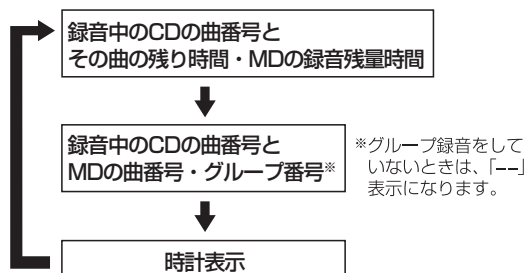 録音中のCDの曲番号と
その曲の残り時間・MDの録音残量時間
録音中のCDの曲番号と
MDの曲番号・グループ番号※
※グループ録音をして
いないときは、「--」
表示になります。
時計表示